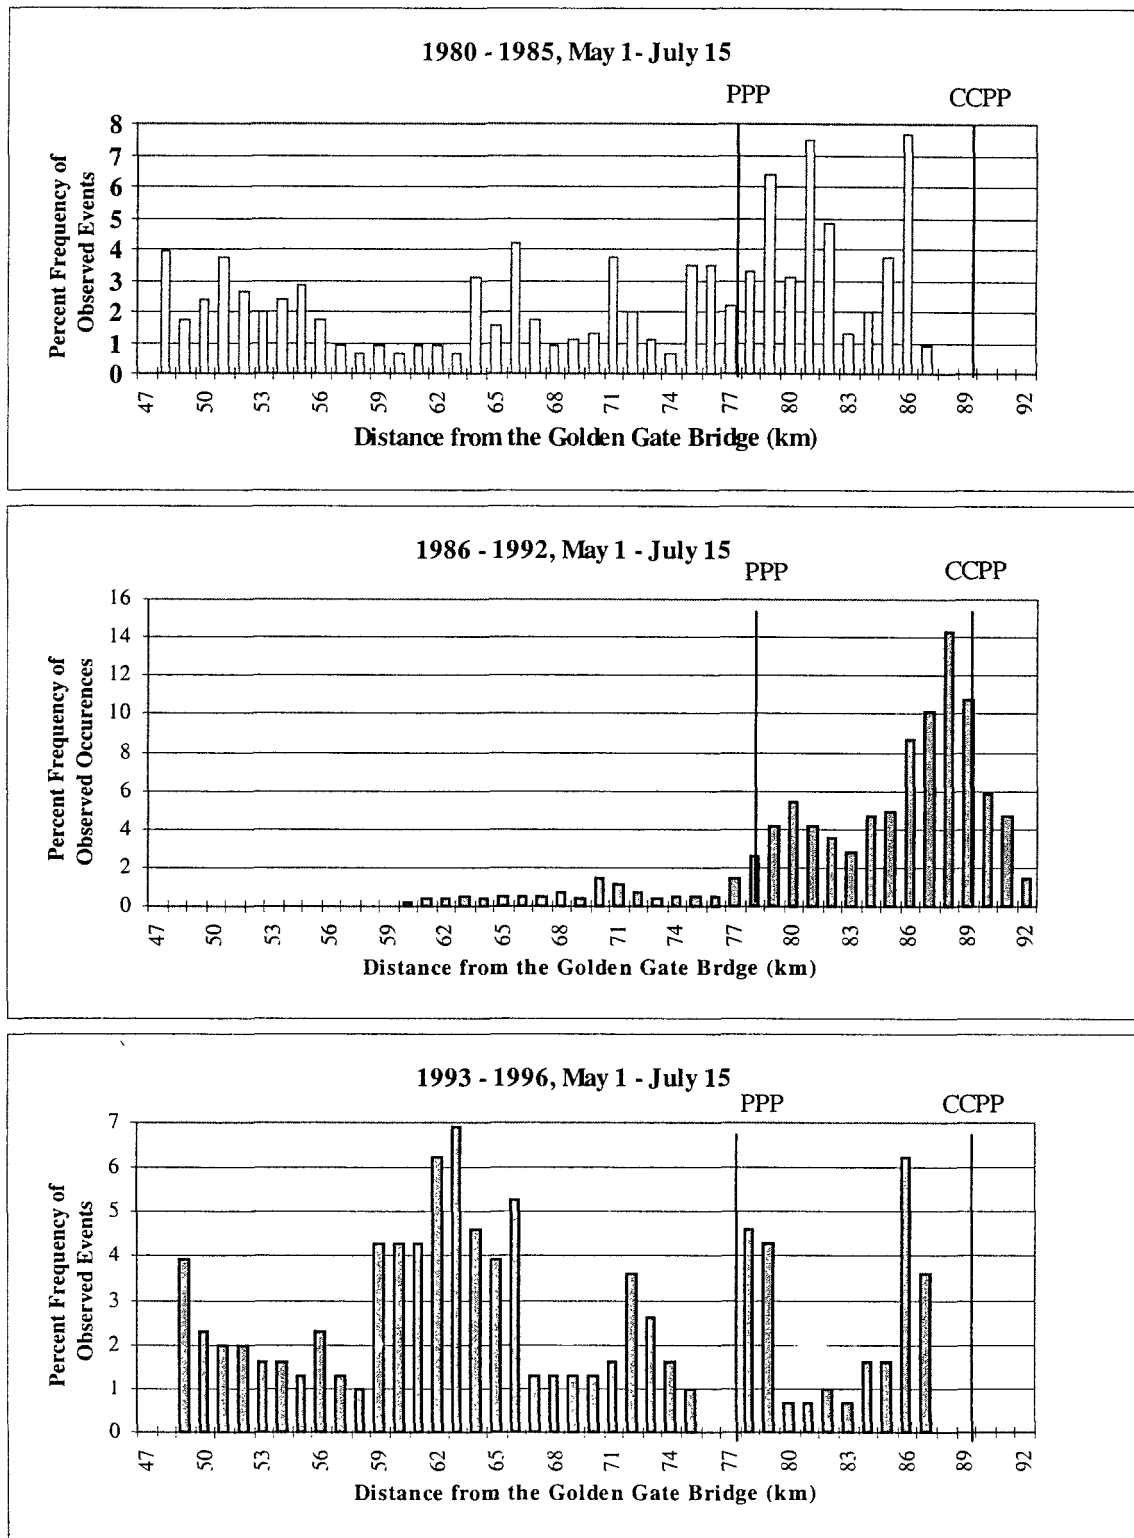 1980 - 1985, May 1- July 15
PPP
CCPP
Percent Frequency of
Observed Events
8
7
6
5
4
3
2
1
0
47 50 53 56 59 62 65 68 71 74 77 80 83 86 89 92
Distance from the Golden Gate Bridge (km)
1986 - 1992, May 1 - July 15
PPP
CCPP
Percent Frequency of
Observed Occurences
16
14
12
10
8
6
4
2
0
47 50 53 56 59 62 65 68 71 74 77 80 83 86 89 92
Distance from the Golden Gate Brdge (km)
1993 - 1996, May 1 - July 15
PPP
CCPP
Percent Frequency of
Observed Events
7
6
5
4
3
2
1
0
47 50 53 56 59 62 65 68 71 74 77 80 83 86 89 92
Distance from the Golden Gate Bridge (km)